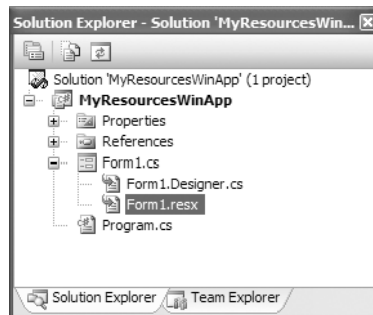 Solution Explorer - Solution 'MyResourcesWin...
Solution 'MyResourcesWinApp' (1 project)
MyResourcesWinApp
Properties
References
Form1.cs
Form1.Designer.cs
Form1.resx
Program.cs
Solution Explorer Team Explorer